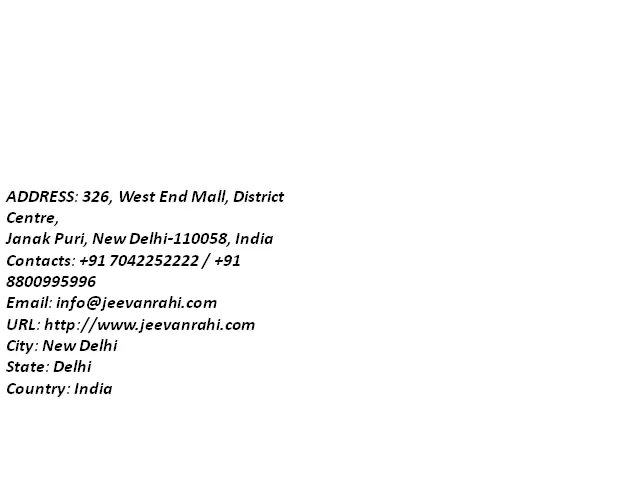 ADDRESS: 326, West End Mall, District
Centre,
Janak Puri, New Delhi-110058, India
Contacts: +91 7042252222 / +91
8800995996
Email: info@jeevanrahi.com
URL: http://www.jeevanrahi.com
City: New Delhi
State: Delhi
Country: India